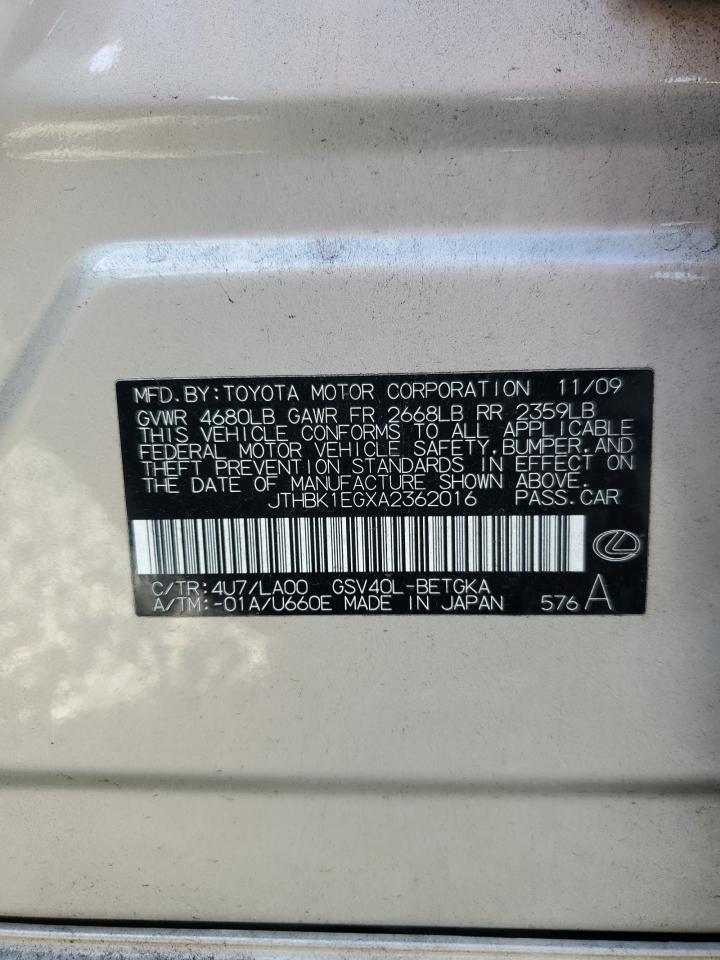 MFD.BY:TOYOTA MOTOR CORPORATION 11/09
GVWR 4680LB GAWR FR 2668LB RR 2359LB
THIS VEHICLE CONFORMS TO ALL APPLICABLE
FEDERAL MOTOR VEHICLE SAFETY,BUMPER,AND
THEFT PREVENTION STANDARDS IN EFFECT ON
THE DATE OF MANUFACTURE SHOWN ABOVE.
JTHBK1EGXA2362016 PASS.CAR
C/TR:4U7/LA00 GSV40L-BETGKA
A/TM:-01A/U660E MADE IN JAPAN 576 A